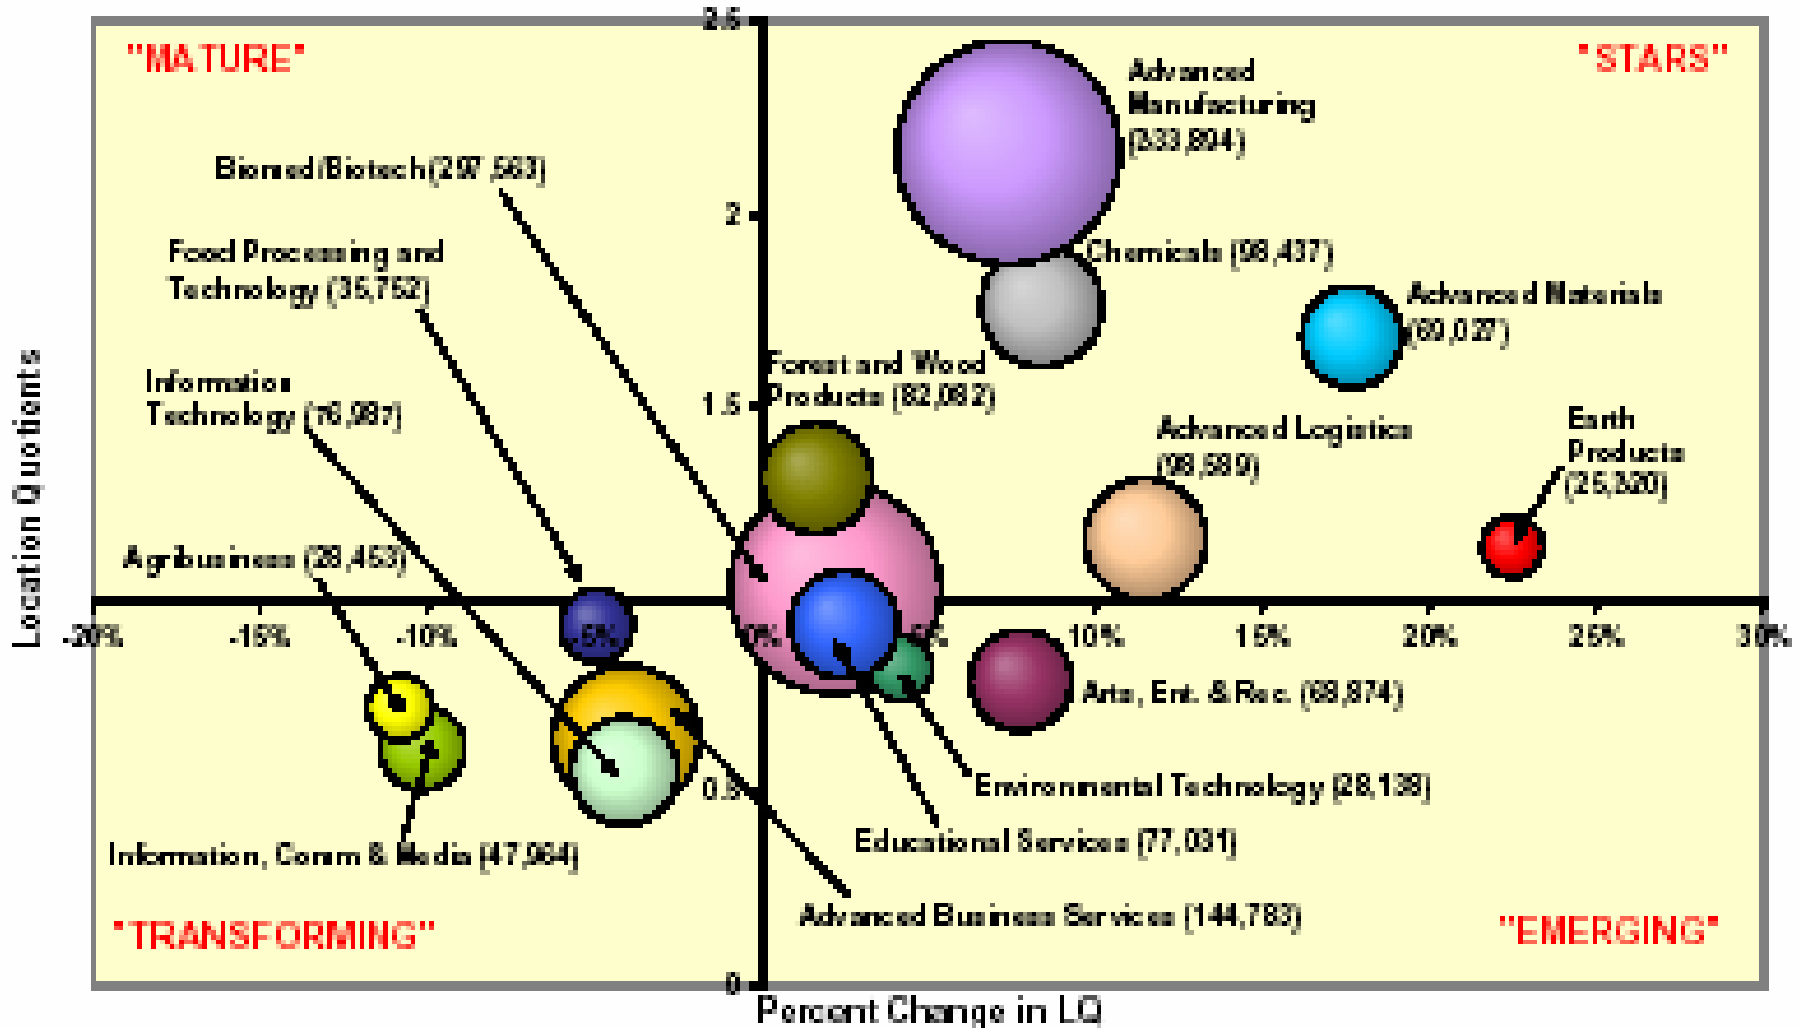 2.5
"MATURE"
"STARS"
Advanced
Manufacturing
(333,894)
Biomed/Biotech (297,563)
2
Food Processing and
Technology (35,752)
Chemicals (98,437)
Advanced Materials
(69,027)
Information
Technology (76,987)
Forest and Wood
Products (82,082)
1.5
Advanced Logistics
(98,589)
Earth
Products
(25,320)
Agribusiness (28,453)
Location Quotients
-20%
-15%
-10%
-5%
0%
5%
10%
15%
20%
25%
30%
Arts, Ent. & Rec. (68,874)
Environmental Technology (28,138)
0.5
Educational Services (77,031)
Information, Comm & Media (47,964)
Advanced Business Services (144,783)
"TRANSFORMING"
"EMERGING"
0
Percent Change in LQ